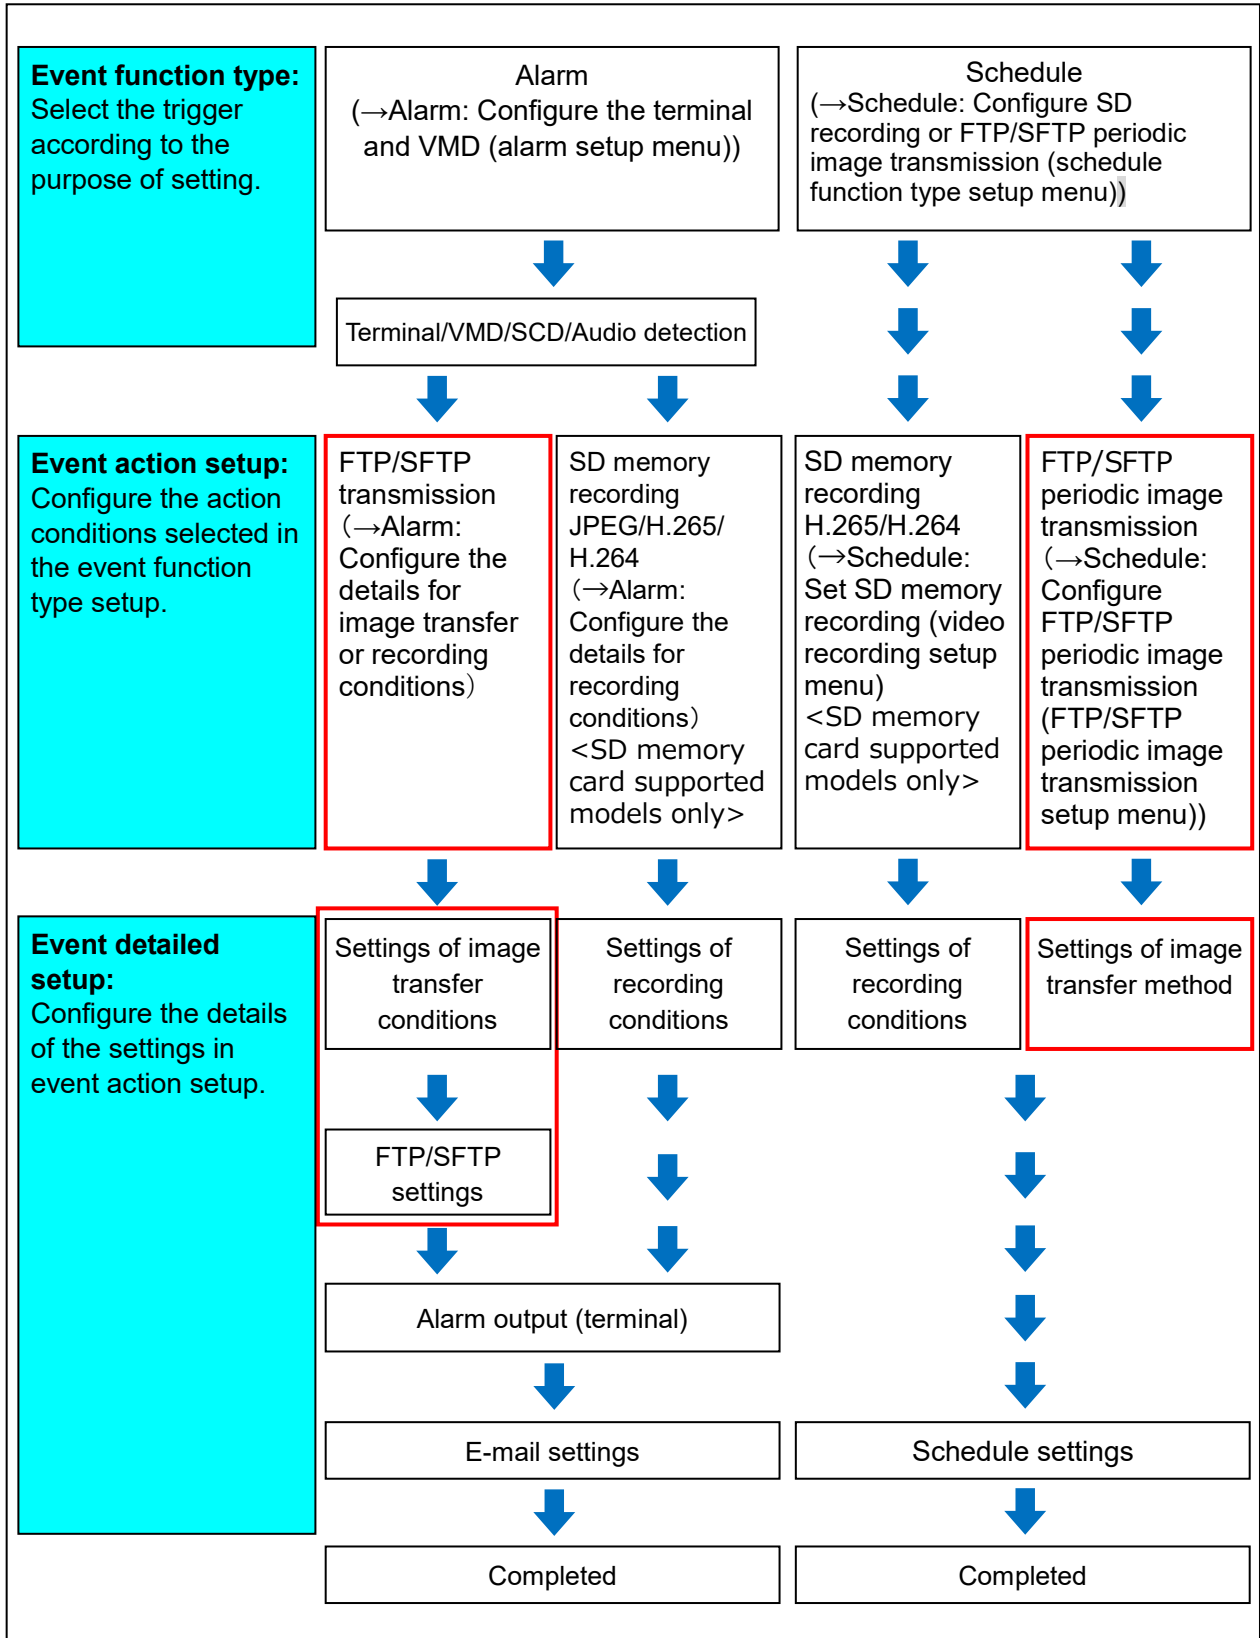 Event function type:
Select the trigger
according to the
purpose of setting.
Alarm
(→Alarm: Configure the terminal
and VMD (alarm setup menu))
Schedule
(→Schedule: Configure SD
recording or FTP/SFTP periodic
image transmission (schedule
function type setup menu))
Terminal/VMD/SCD/Audio detection
Event action setup:
Configure the action
conditions selected in
the event function
type setup.
FTP/SFTP
transmission
（→Alarm:
Configure the
details for
image transfer
or recording
conditions）
SD memory
recording
JPEG/H.265/
H.264
（→Alarm:
Configure the
details for
recording
conditions）
<SD memory
card supported
models only>
SD memory
recording
H.265/H.264
（→Schedule:
Set SD memory
recording (video
recording setup
menu)
<SD memory
card supported
models only>
FTP/SFTP
periodic image
transmission
（→Schedule:
Configure
FTP/SFTP
periodic image
transmission
(FTP/SFTP
periodic image
transmission
setup menu))
Event detailed
setup:
Configure the details
of the settings in
event action setup.
Settings of image
transfer
conditions
Settings of
recording
conditions
Settings of
recording
conditions
Settings of image
transfer method
FTP/SFTP
settings
Alarm output (terminal)
E-mail settings
Schedule settings
Completed
Completed